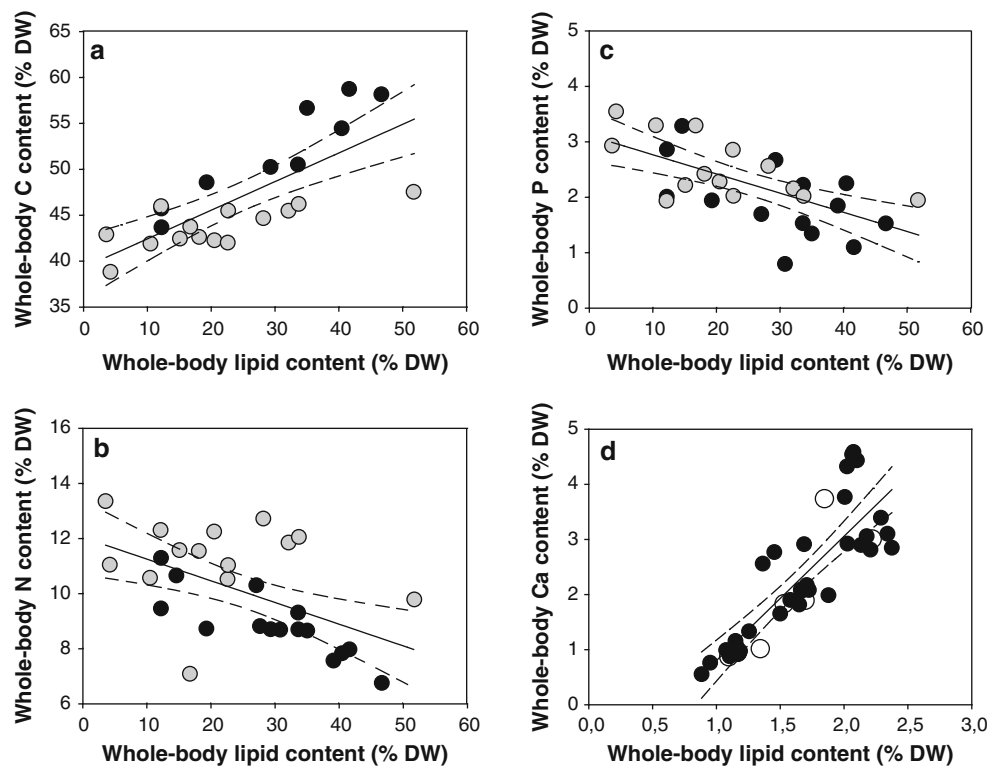 a
Whole-body C content (% DW)
65
60
55
50
45
40
35
0 10 20 30 40 50 60
Whole-body lipid content (% DW)
c
Whole-body P content (% DW)
5
4
3
2
1
0
0 10 20 30 40 50 60
Whole-body lipid content (% DW)
b
Whole-body N content (% DW)
16
14
12
10
8
6
0 10 20 30 40 50 60
Whole-body lipid content (% DW)
d
Whole-body Ca content (% DW)
5
4
3
2
1
0
0,0 0,5 1,0 1,5 2,0 2,5 3,0
Whole-body lipid content (% DW)